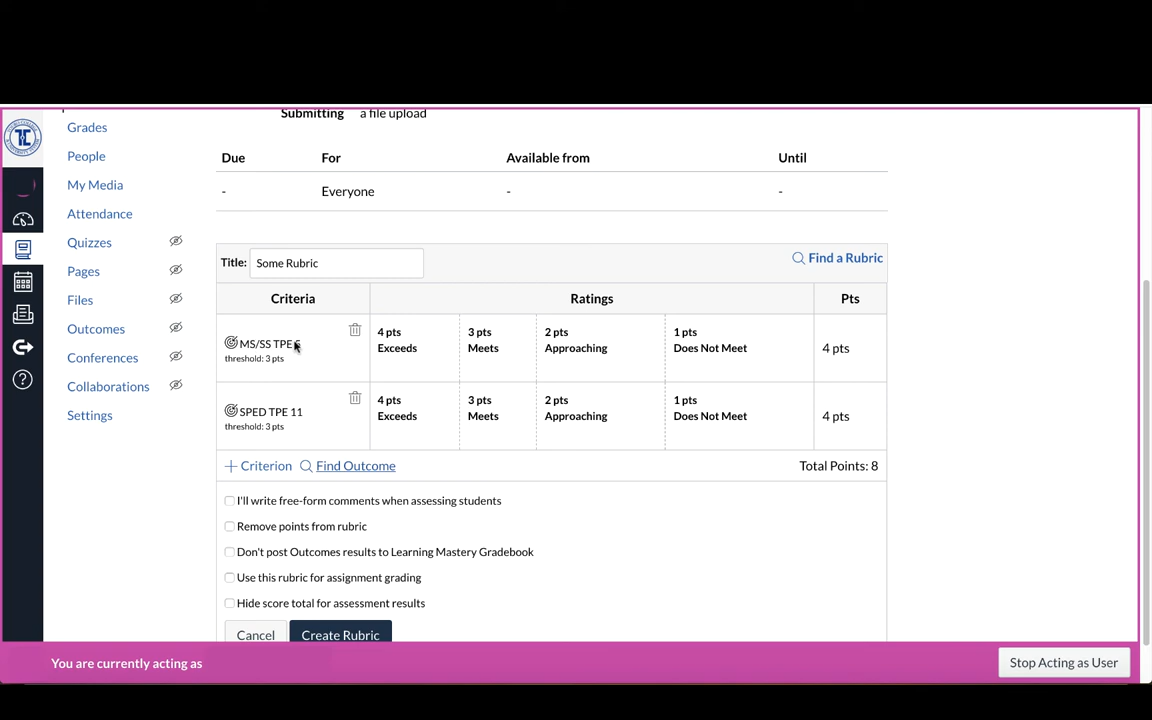 Submitting a file upload
Grades
People
My Media
Attendance
Quizzes
Pages
Files
Outcomes
Conferences
Collaborations
Settings
Due For Available from Until
- Everyone - -
Title: Some Rubric Find a Rubric
Criteria Ratings Pts
MS/SS TPE
threshold: 3 pts
4 pts
Exceeds
3 pts
Meets
2 pts
Approaching
1 pts
Does Not Meet
4 pts
SPED TPE 11
threshold: 3 pts
4 pts
Exceeds
3 pts
Meets
2 pts
Approaching
1 pts
Does Not Meet
4 pts
+ Criterion Find Outcome Total Points: 8
I'll write free-form comments when assessing students
Remove points from rubric
Don't post Outcomes results to Learning Mastery Gradebook
Use this rubric for assignment grading
Hide score total for assessment results
Cancel Create Rubric
You are currently acting as Stop Acting as User